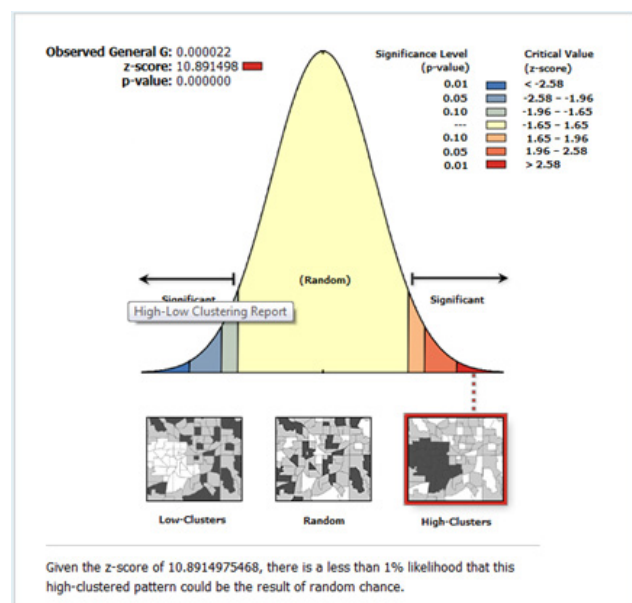 Observed General G: 0.000022
z-score: 10.891498
p-value: 0.000000
Significance Level
(p-value)
Critical Value
(z-score)
0.01 < -2.58
0.05 -2.58 - -1.96
0.10 -1.96 - -1.65
--- -1.65 - 1.65
0.10 1.65 - 1.96
0.05 1.96 - 2.58
0.01 > 2.58
(Random)
Significant Significant
High-Low Clustering Report
Low-Clusters Random High-Clusters
Given the z-score of 10.8914975468, there is a less than 1% likelihood that this
high-clustered pattern could be the result of random chance.